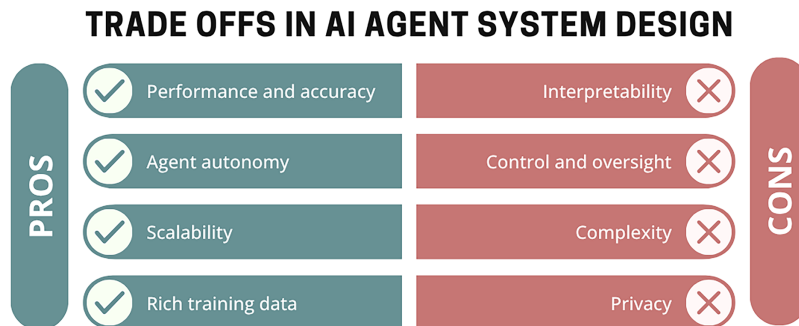 TRADE OFFS IN AI AGENT SYSTEM DESIGN
PROS
Performance and accuracy
Interpretability
Agent autonomy
Control and oversight
Scalability
Complexity
Rich training data
Privacy
CONS